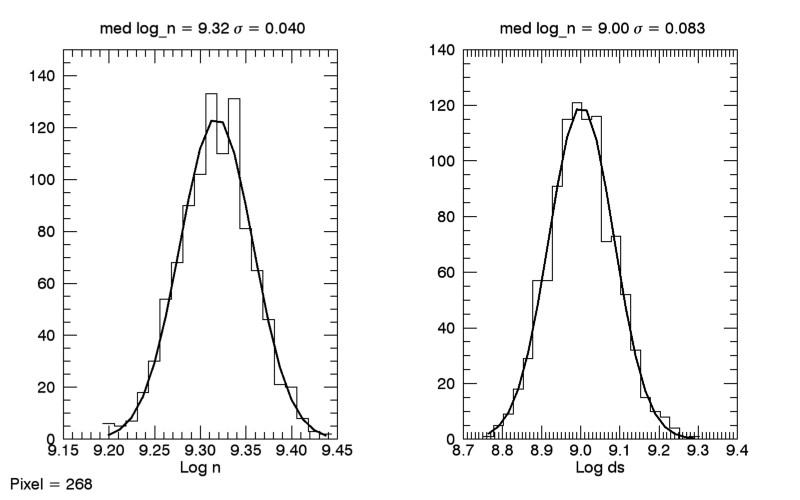 med log_n = 9.32 σ = 0.040
med log_n = 9.00 σ = 0.083
140
120
100
80
60
40
20
0
9.15 9.20 9.25 9.30 9.35 9.40 9.45
Log n
140
120
100
80
60
40
20
0
8.7 8.8 8.9 9.0 9.1 9.2 9.3 9.4
Log ds
Pixel = 268